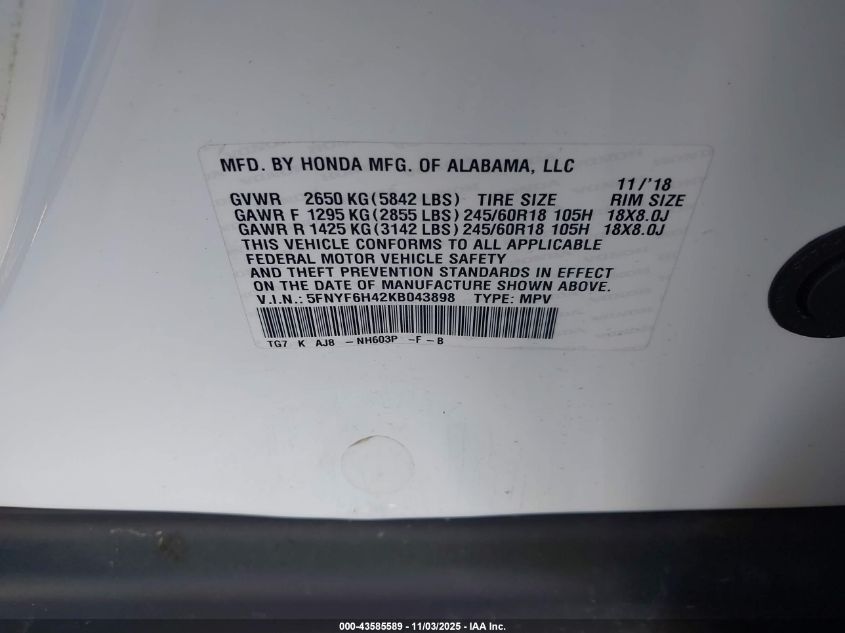 MFD. BY HONDA MFG. OF ALABAMA, LLC
11/'18
GVWR 2650 KG (5842 LBS) TIRE SIZE RIM SIZE
GAWR F 1295 KG (2855 LBS) 245/60R18 105H 18X8.0J
GAWR R 1425 KG (3142 LBS) 245/60R18 105H 18X8.0J
THIS VEHICLE CONFORMS TO ALL APPLICABLE
FEDERAL MOTOR VEHICLE SAFETY
AND THEFT PREVENTION STANDARDS IN EFFECT
ON THE DATE OF MANUFACTURE SHOWN ABOVE.
V.I.N.: 5FNYF6H42KB043898 TYPE: MPV
TG7 K AJ8 - NH603P - F - B
000-43585589 - 11/03/2025 - IAA Inc.